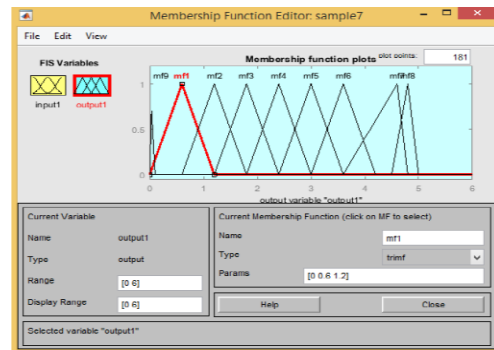 Membership Function Editor: sample7
File Edit View
FIS Variables
Membership function plots plot points: 181
input1 output1
mf9 mf1 mf2 mf3 mf4 mf5 mf6 mf8
1
0.5
0
0 1 2 3 4 5 6
output variable "output1"
Current Variable
Name output1
Type output
Range [0 6]
Display Range [0 6]
Current Membership Function (click on MF to select)
Name mf1
Type trimf
Params [0 0.6 1.2]
Help Close
Selected variable "output1"